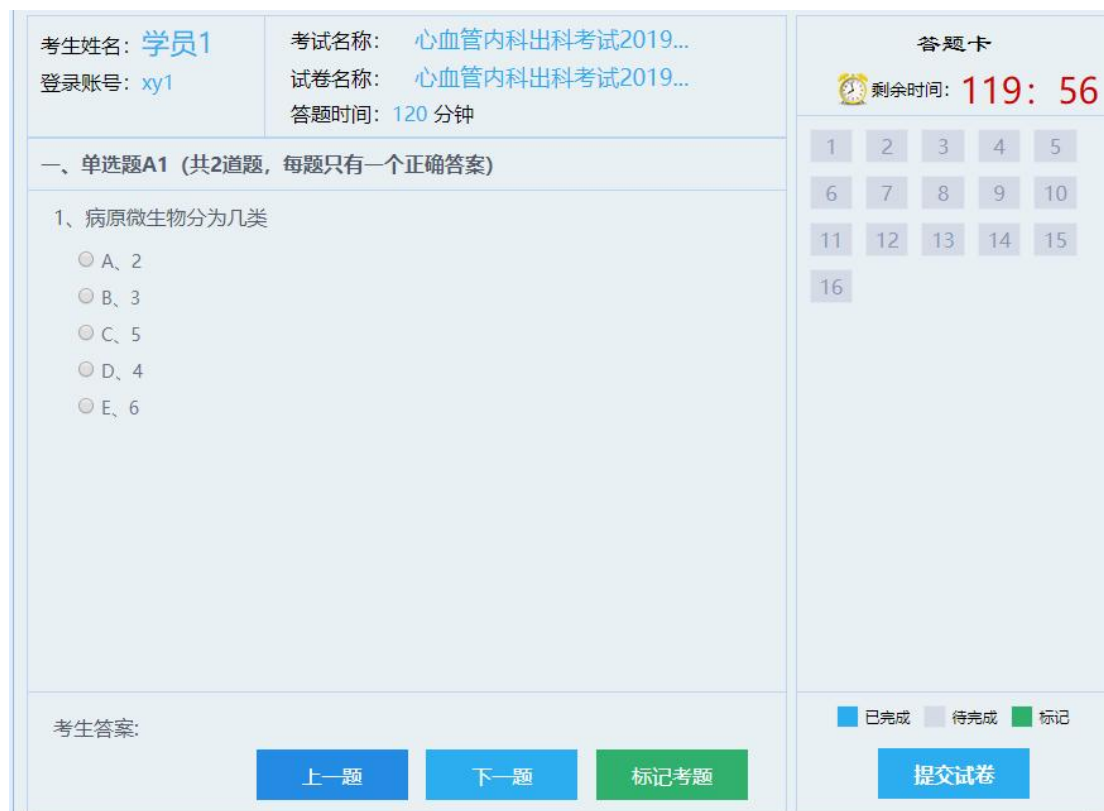 考生姓名：学员1
登录账号：xy1
考试名称： 心血管内科出科考试2019...
试卷名称： 心血管内科出科考试2019...
答题时间：120 分钟
一、单选题A1（共2道题，每题只有一个正确答案）
1、病原微生物分为几类
A、2
B、3
C、5
D、4
E、6
考生答案:
上一题 下一题 标记考题
答题卡
剩余时间：119：56
1 2 3 4 5
6 7 8 9 10
11 12 13 14 15
16
已完成 待完成 标记
提交试卷